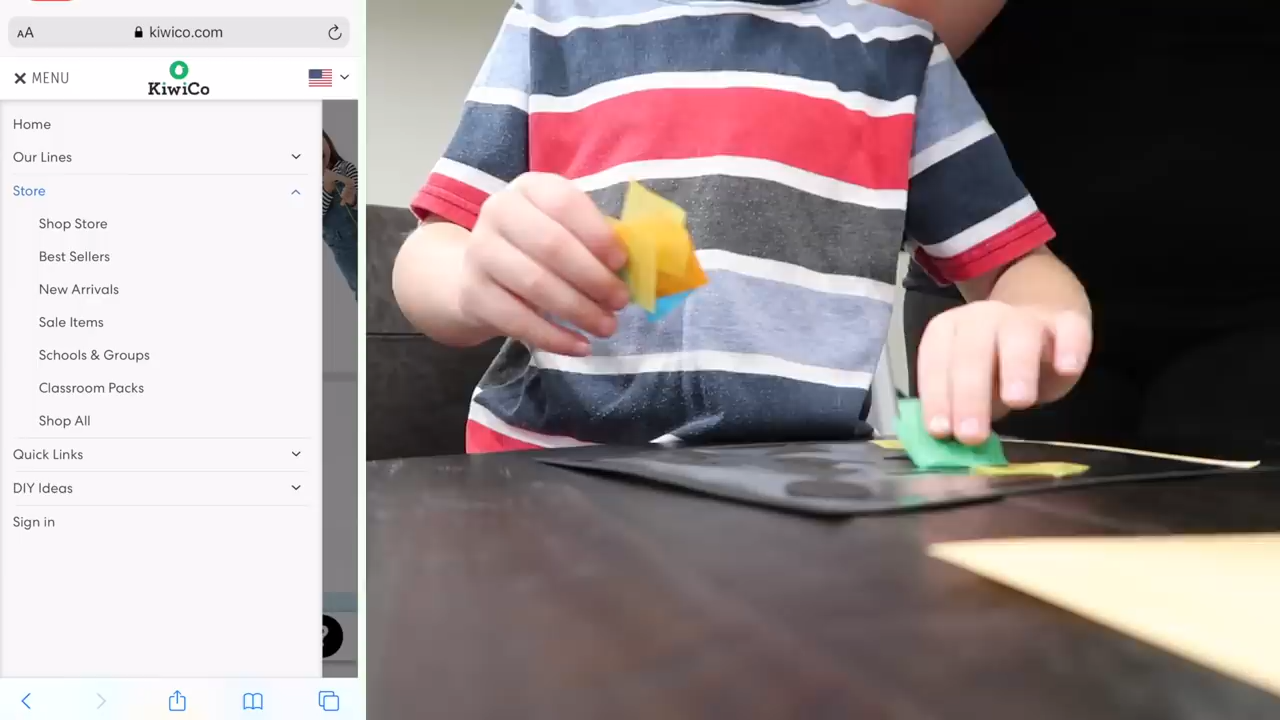 AA
kiwico.com
MENU
KiwiCo
Home
Our Lines
Store
Shop Store
Best Sellers
New Arrivals
Sale Items
Schools & Groups
Classroom Packs
Shop All
Quick Links
DIY Ideas
Sign in
?